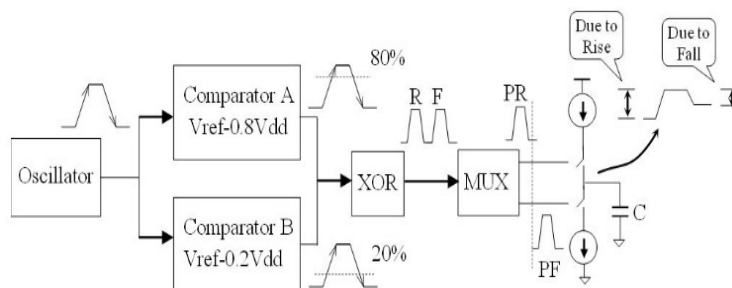 Oscillator
Comparator A
Vref-0.8Vdd
Comparator B
Vref-0.2Vdd
80%
20%
XOR
R F
MUX
PR
PF
C
Due to
Rise
Due to
Fall